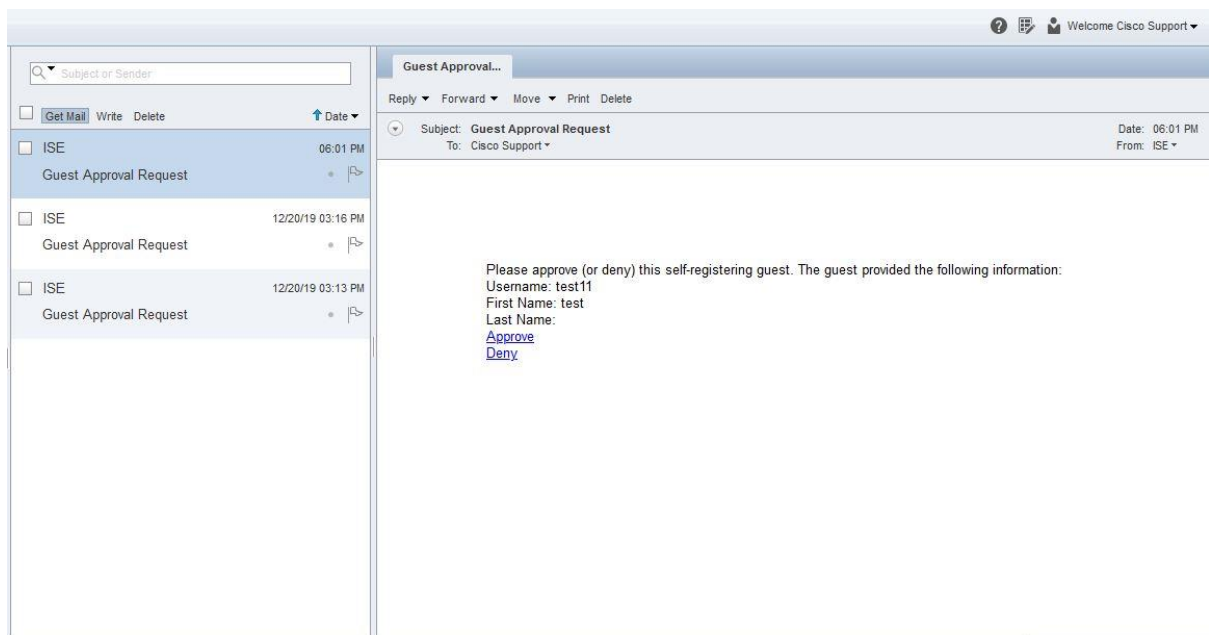 Welcome Cisco Support
Subject or Sender
Get Mail Write Delete Date
ISE 06:01 PM
Guest Approval Request
ISE 12/20/19 03:16 PM
Guest Approval Request
ISE 12/20/19 03:13 PM
Guest Approval Request
Guest Approval...
Reply Forward Move Print Delete
Subject: Guest Approval Request Date: 06:01 PM
To: Cisco Support From: ISE
Please approve (or deny) this self-registering guest. The guest provided the following information:
Username: test11
First Name: test
Last Name:
Approve
Deny